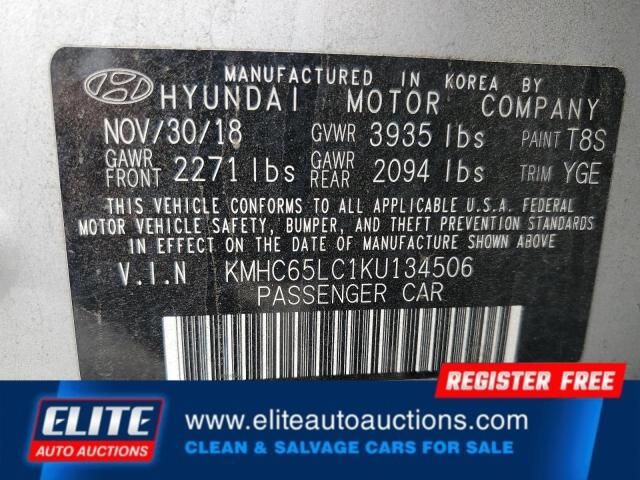 MANUFACTURED IN KOREA BY
HYUNDAI MOTOR COMPANY
NOV/30/18 GVWR 3935 lbs PAINT T8S
GAWR FRONT 2271 lbs GAWR REAR 2094 lbs TRIM YGE
THIS VEHICLE CONFORMS TO ALL APPLICABLE U.S.A. FEDERAL
MOTOR VEHICLE SAFETY, BUMPER, AND THEFT PREVENTION STANDARDS
IN EFFECT ON THE DATE OF MANUFACTURE SHOWN ABOVE
V.I.N KMHC65LC1KU134506
PASSENGER CAR
REGISTER FREE
ELITE
AUTO AUCTIONS
www.eliteautoauctions.com
CLEAN & SALVAGE CARS FOR SALE